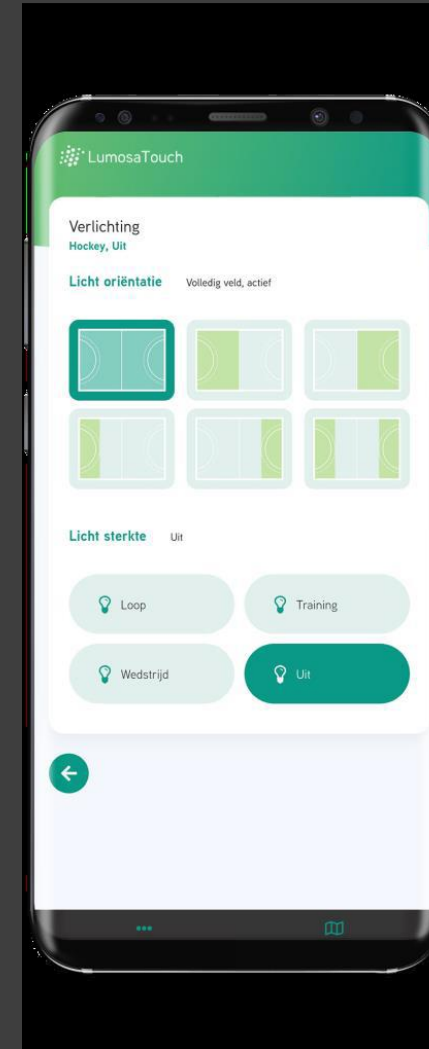 LumosaTouch
Verlichting
Hockey, Uit
Licht oriëntatie Volledig veld, actief
Licht sterkte Uit
Loop Training
Wedstrijd Uit